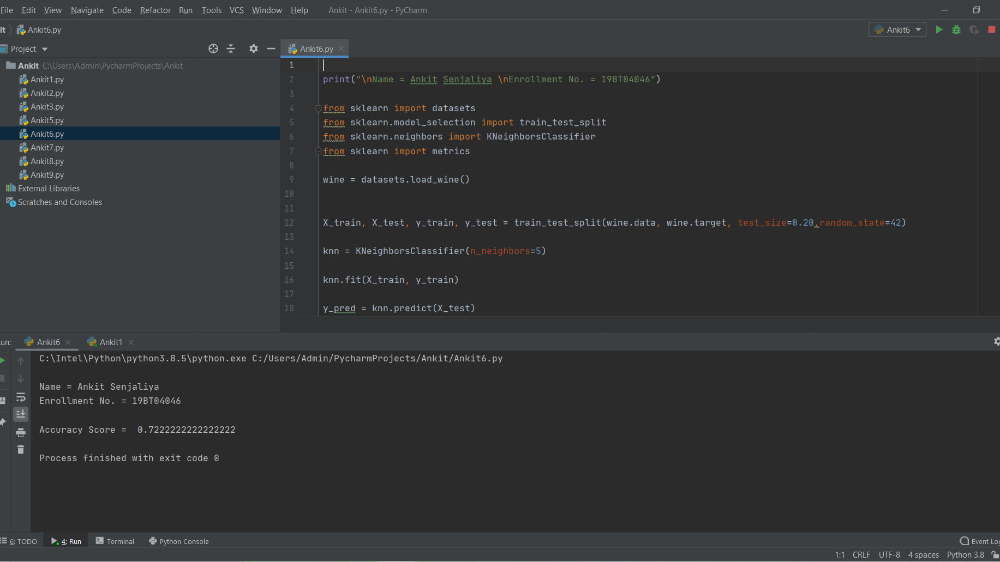 File Edit View Navigate Code Refactor Run Tools VCS Window Help Ankit - Ankit6.py - PyCharm
it Ankit6.py Ankit6
Project
Ankit C:\Users\Admin\PycharmProjects\Ankit
Ankit1.py
Ankit2.py
Ankit3.py
Ankit5.py
Ankit6.py
Ankit7.py
Ankit8.py
Ankit9.py
External Libraries
Scratches and Consoles
Ankit6.py
1
2 print("\nName = Ankit Senjaliya \nEnrollment No. = 19BT04046")
3
4 from sklearn import datasets
5 from sklearn.model_selection import train_test_split
6 from sklearn.neighbors import KNeighborsClassifier
7 from sklearn import metrics
8
9 wine = datasets.load_wine()
10
11
12 X_train, X_test, y_train, y_test = train_test_split(wine.data, wine.target, test_size=0.20,random_state=42)
13
14 knn = KNeighborsClassifier(n_neighbors=5)
15
16 knn.fit(X_train, y_train)
17
18 y_pred = knn.predict(X_test)
un: Ankit6 Ankit1
C:\Intel\Python\python3.8.5\python.exe C:/Users/Admin/PycharmProjects/Ankit/Ankit6.py
Name = Ankit Senjaliya
Enrollment No. = 19BT04046
Accuracy Score =  0.7222222222222222
Process finished with exit code 0
6: TODO 4: Run Terminal Python Console Event Log
1:1 CRLF UTF-8 4 spaces Python 3.8